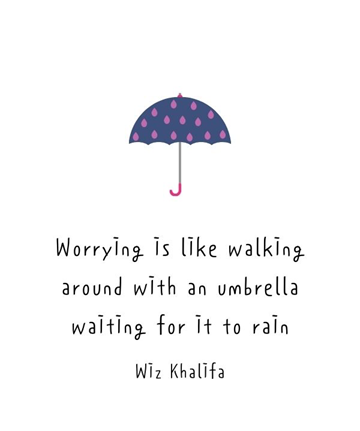 Worrying is like walking
around with an umbrella
waiting for it to rain
Wiz Khalifa